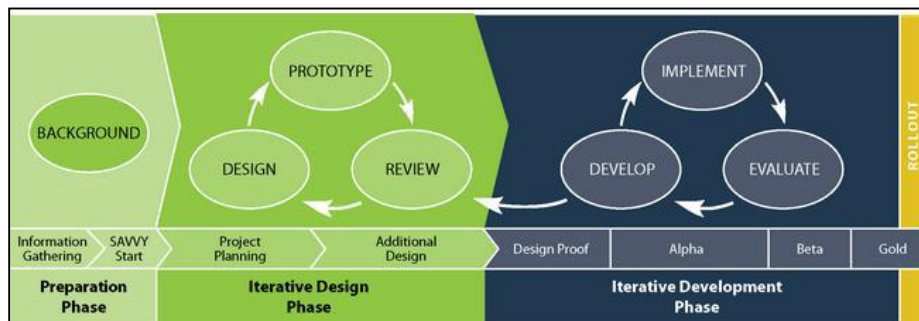 PROTOTYPE
IMPLEMENT
BACKGROUND
DESIGN
REVIEW
DEVELOP
EVALUATE
ROLLOUT
Information
Gathering
SAVVY
Start
Project
Planning
Additional
Design
Design Proof
Alpha
Beta
Gold
Preparation
Phase
Iterative Design
Phase
Iterative Development
Phase